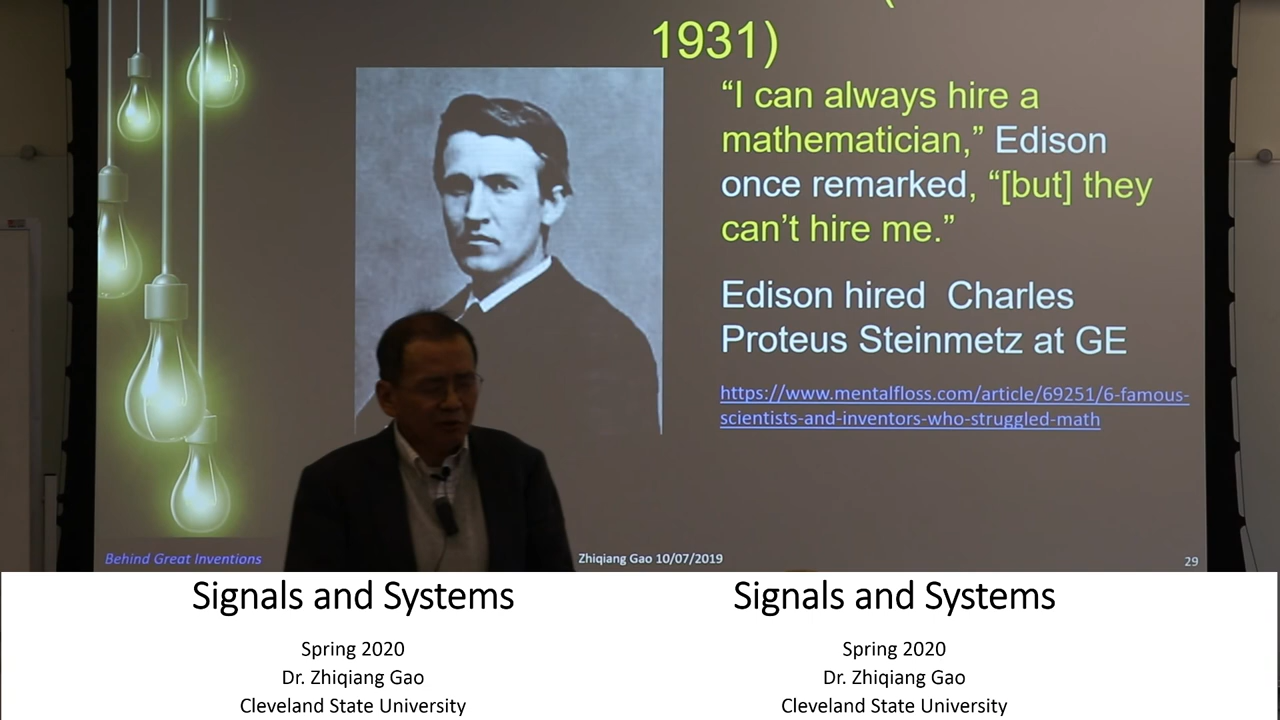 1931)
“I can always hire a
mathematician,” Edison
once remarked, “[but] they
can’t hire me.”
Edison hired  Charles
Proteus Steinmetz at GE
https://www.mentalfloss.com/article/69251/6-famous-
scientists-and-inventors-who-struggled-math
Behind Great Inventions
Zhiqiang Gao 10/07/2019
29
Signals and Systems
Spring 2020
Dr. Zhiqiang Gao
Cleveland State University
Signals and Systems
Spring 2020
Dr. Zhiqiang Gao
Cleveland State University